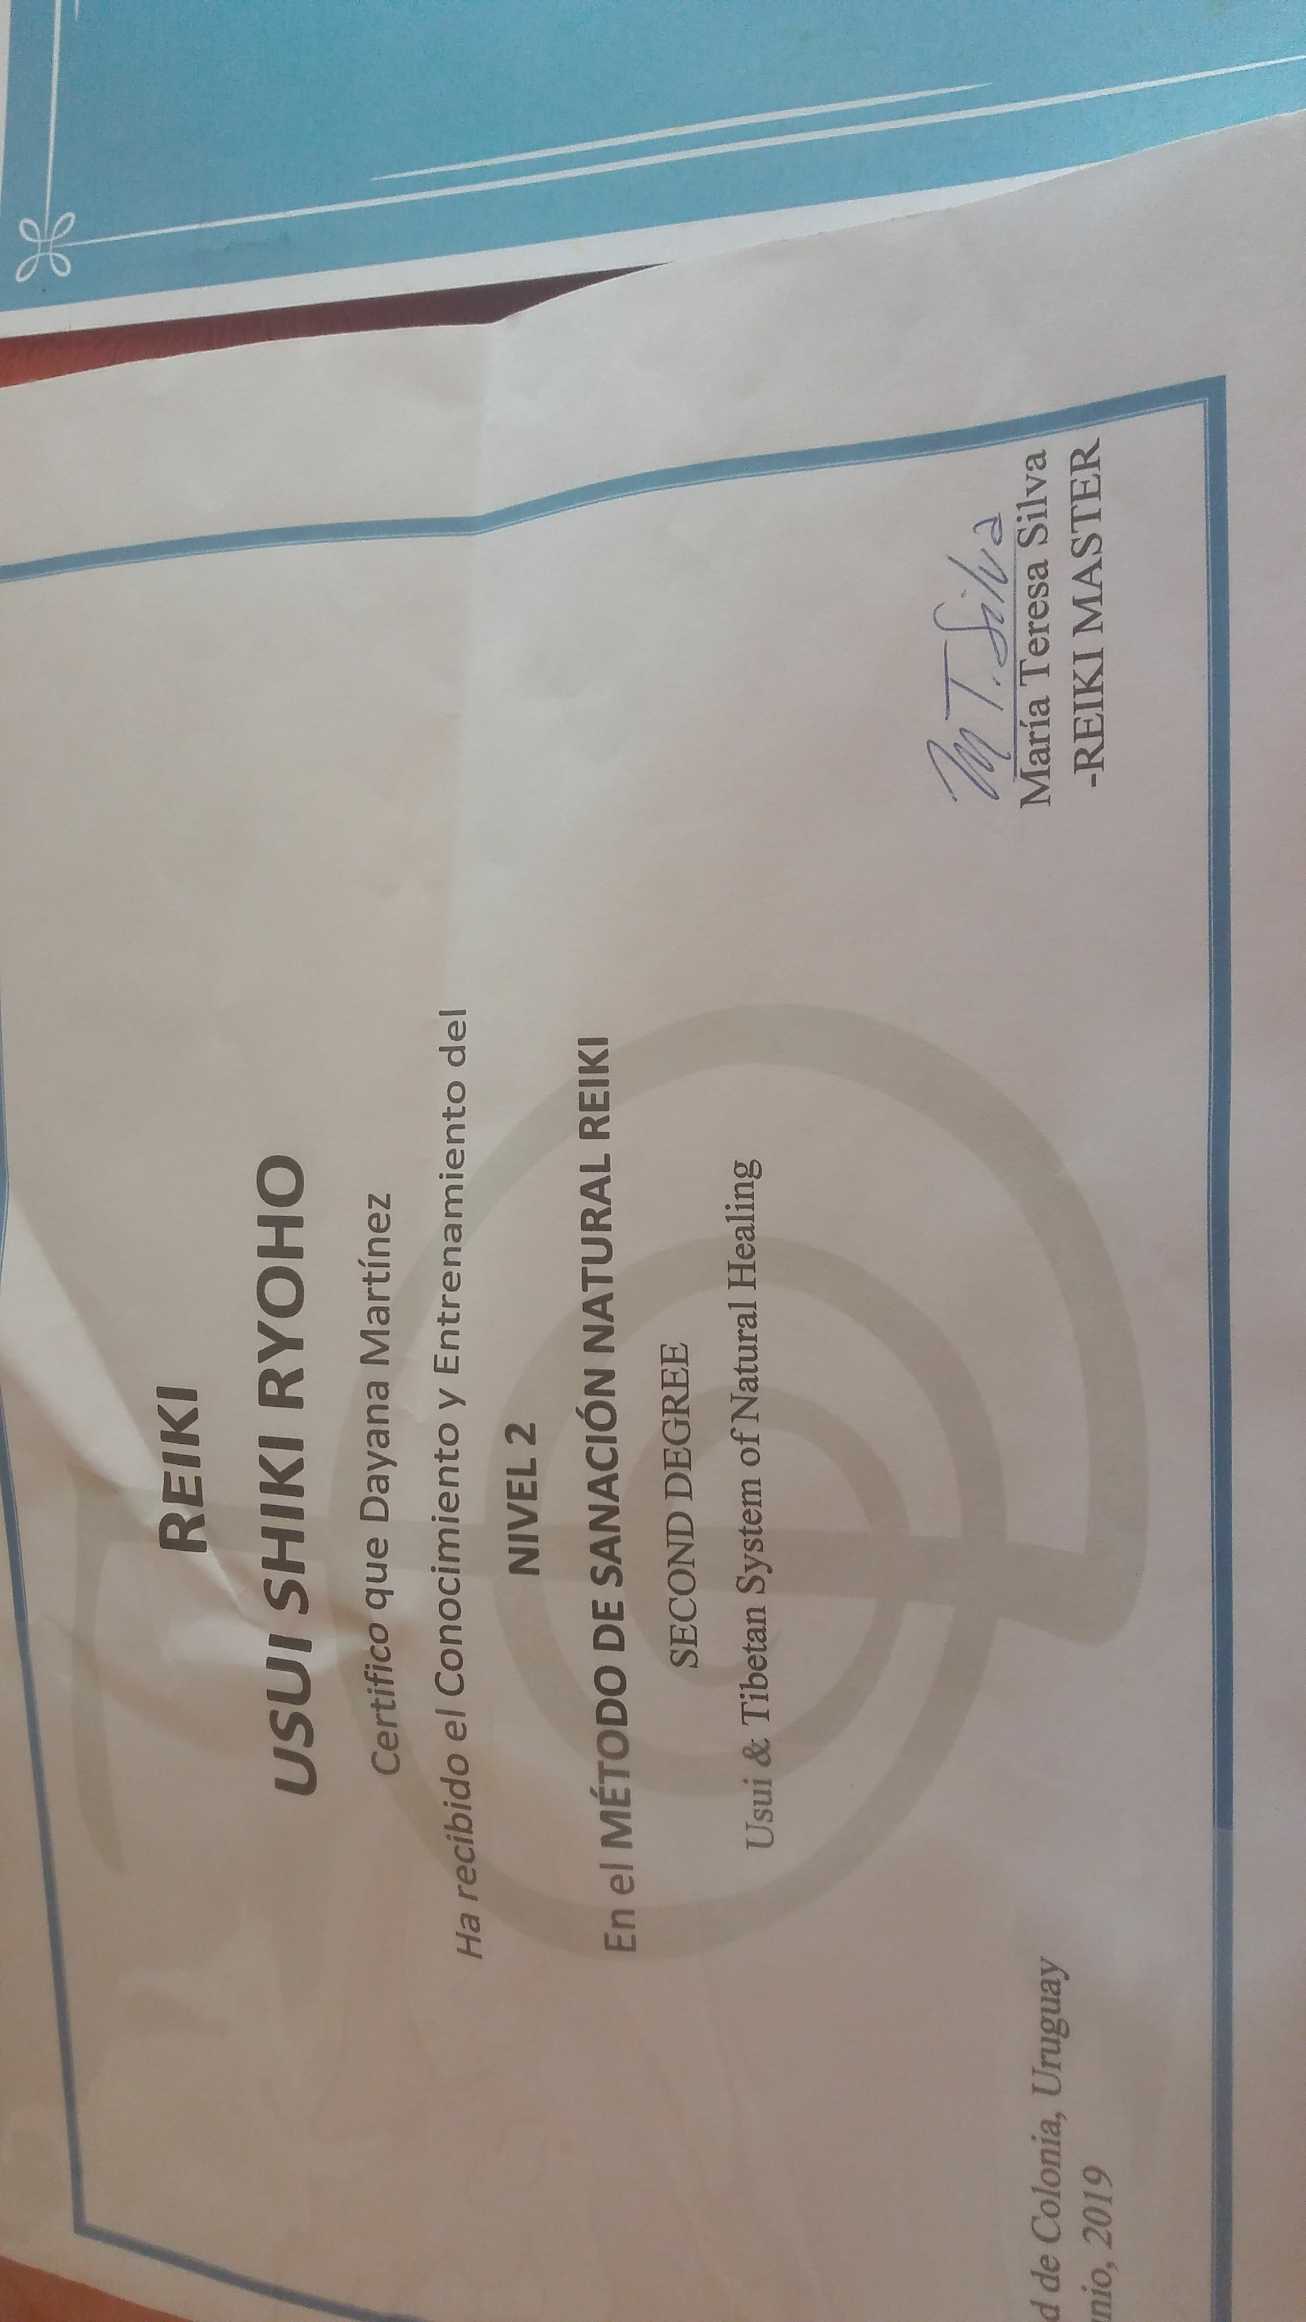 REIKI
USUI SHIKI RYOHO
Certifico que Dayana Martínez
Ha recibido el Conocimiento y Entrenamiento del
NIVEL 2
En el MÉTODO DE SANACIÓN NATURAL REIKI
SECOND DEGREE
Usui & Tibetan System of Natural Healing
M T. Silva
María Teresa Silva
-REIKI MASTER
d de Colonia, Uruguay
nio, 2019